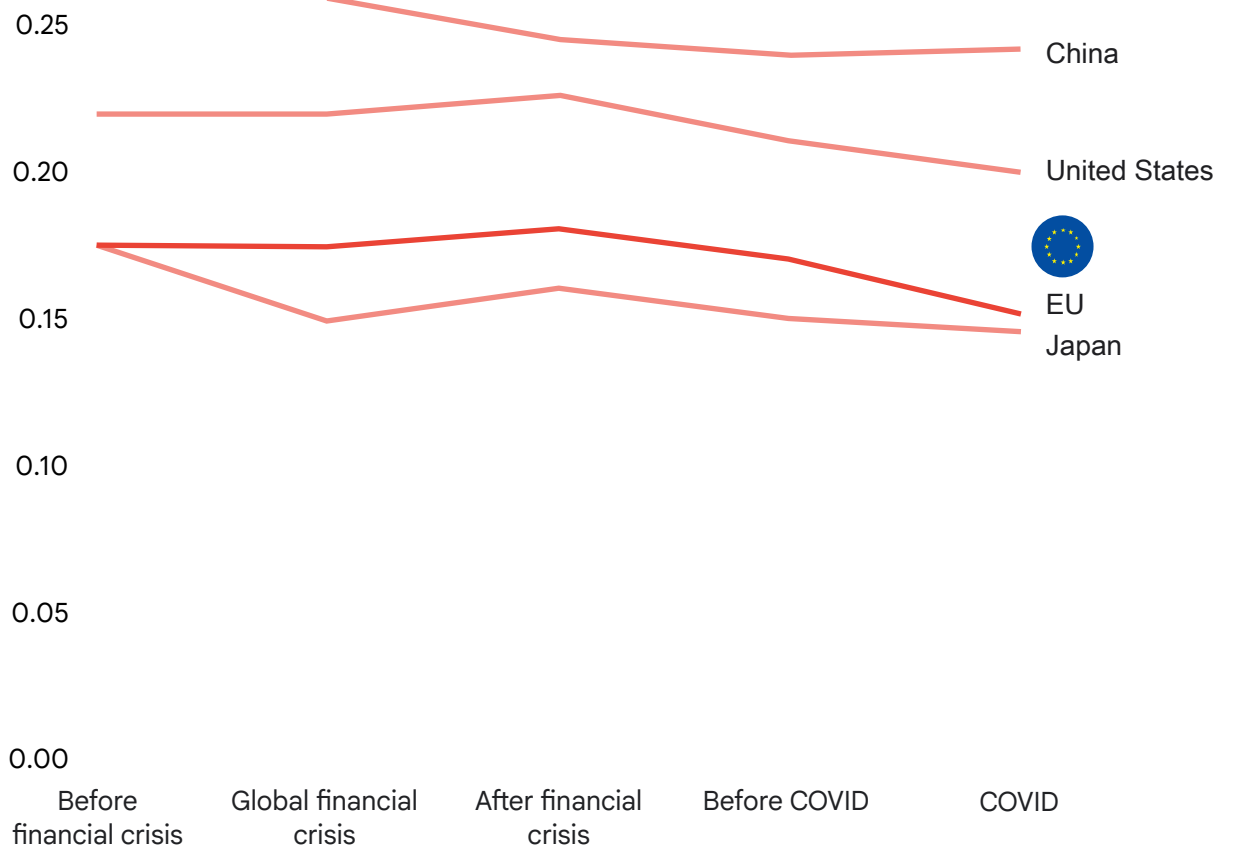 0.25
China
0.20
United States
EU
0.15
Japan
0.10
0.05
0.00
Before
financial crisis
Global financial
crisis
After financial
crisis
Before COVID
COVID